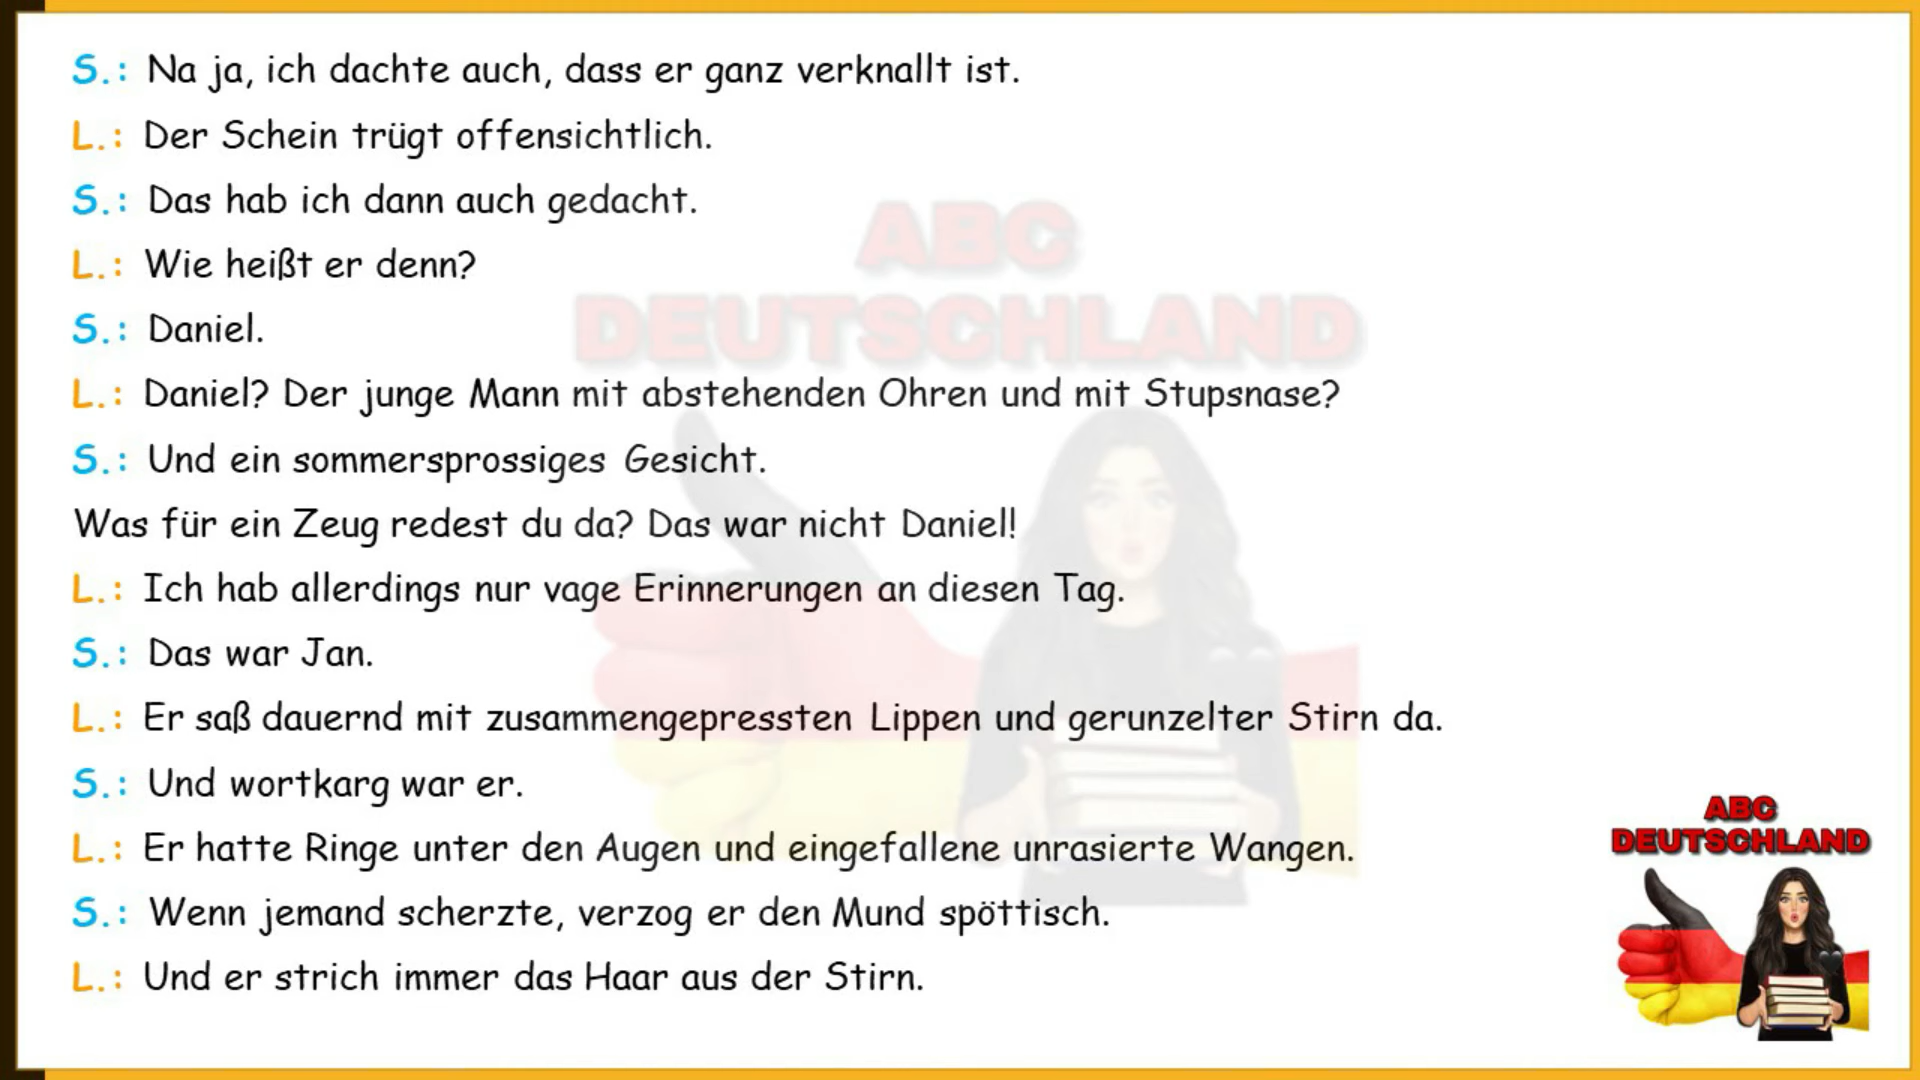 S.: Na ja, ich dachte auch, dass er ganz verknallt ist.
L.: Der Schein trügt offensichtlich.
S.: Das hab ich dann auch gedacht.
L.: Wie heißt er denn?
S.: Daniel.
L.: Daniel? Der junge Mann mit abstehenden Ohren und mit Stupsnase?
S.: Und ein sommersprossiges Gesicht.
Was für ein Zeug redest du da? Das war nicht Daniel!
L.: Ich hab allerdings nur vage Erinnerungen an diesen Tag.
S.: Das war Jan.
L.: Er saß dauernd mit zusammengepressten Lippen und gerunzelter Stirn da.
S.: Und wortkarg war er.
L.: Er hatte Ringe unter den Augen und eingefallene unrasierte Wangen.
S.: Wenn jemand scherzte, verzog er den Mund spöttisch.
L.: Und er strich immer das Haar aus der Stirn.
ABC
DEUTSCHLAND
ABC
DEUTSCHLAND